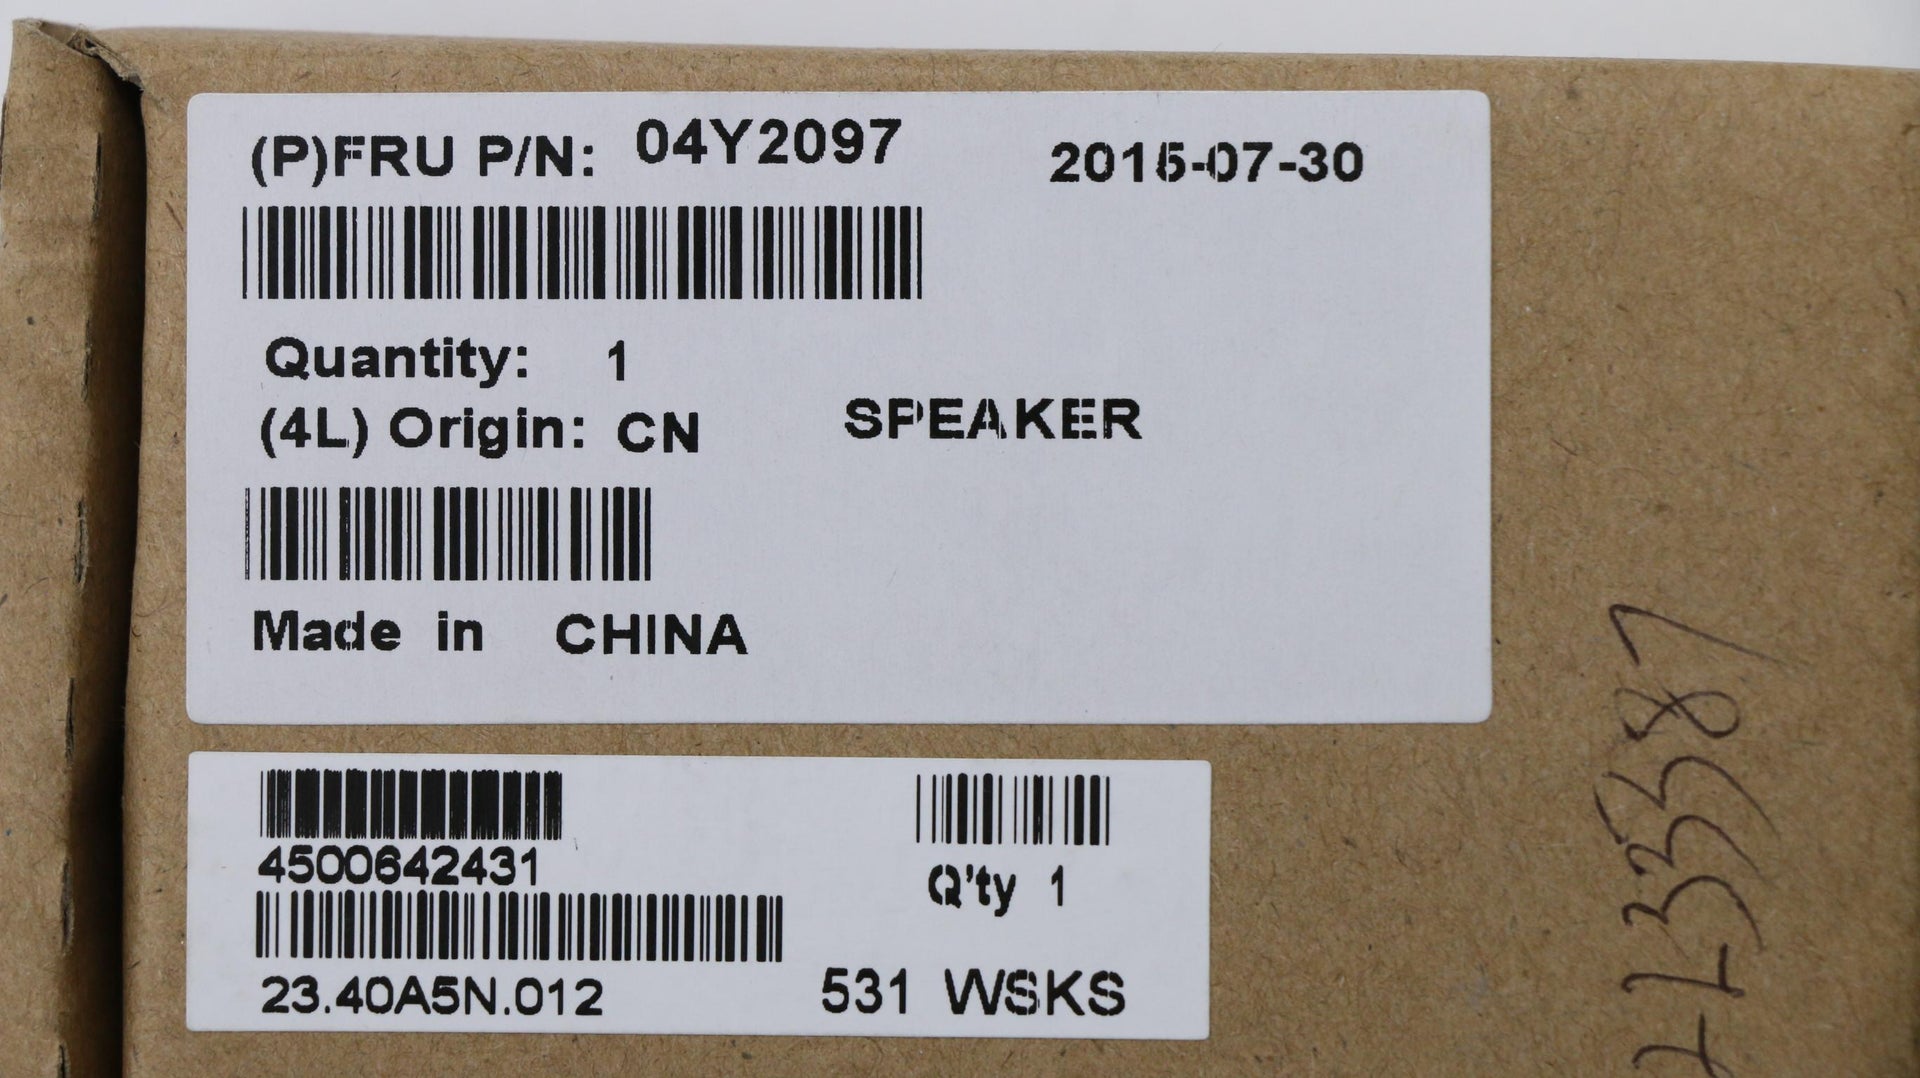 (P)FRU P/N: 04Y2097 2015-07-30
Quantity: 1
(4L) Origin: CN SPEAKER
Made in CHINA
4500642431
Q'ty 1
23.40A5N.012 531 WSKS